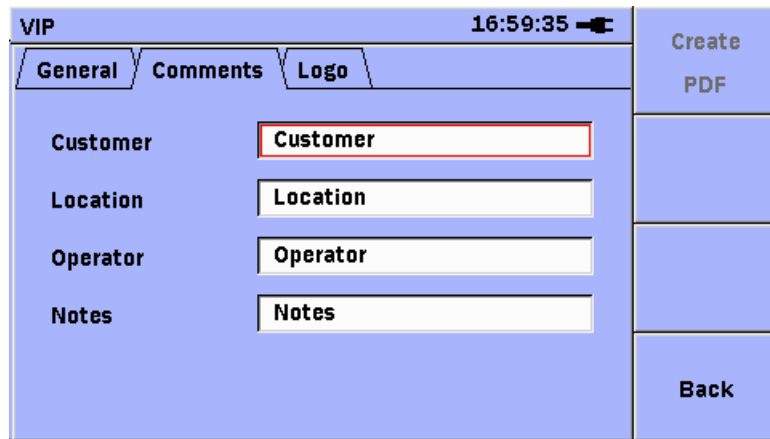 VIP 16:59:35
General Comments Logo
Customer Customer
Location Location
Operator Operator
Notes Notes
Create
PDF
Back